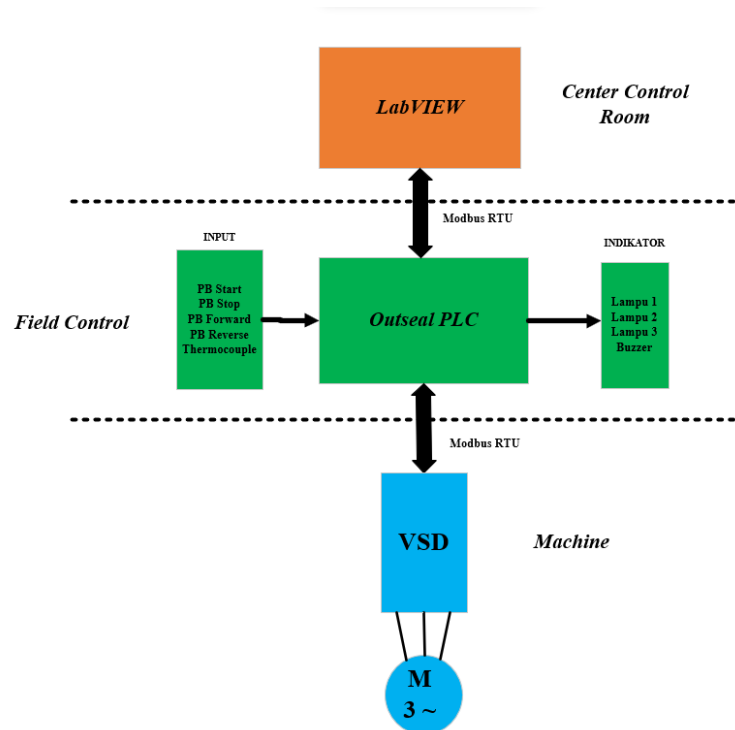 LabVIEW
Center Control
Room
Modbus RTU
INPUT
INDIKATOR
PB Start
PB Stop
PB Forward
PB Reverse
Thermocouple
Field Control
Outseal PLC
Lampu 1
Lampu 2
Lampu 3
Buzzer
Modbus RTU
VSD
Machine
M
3 ~